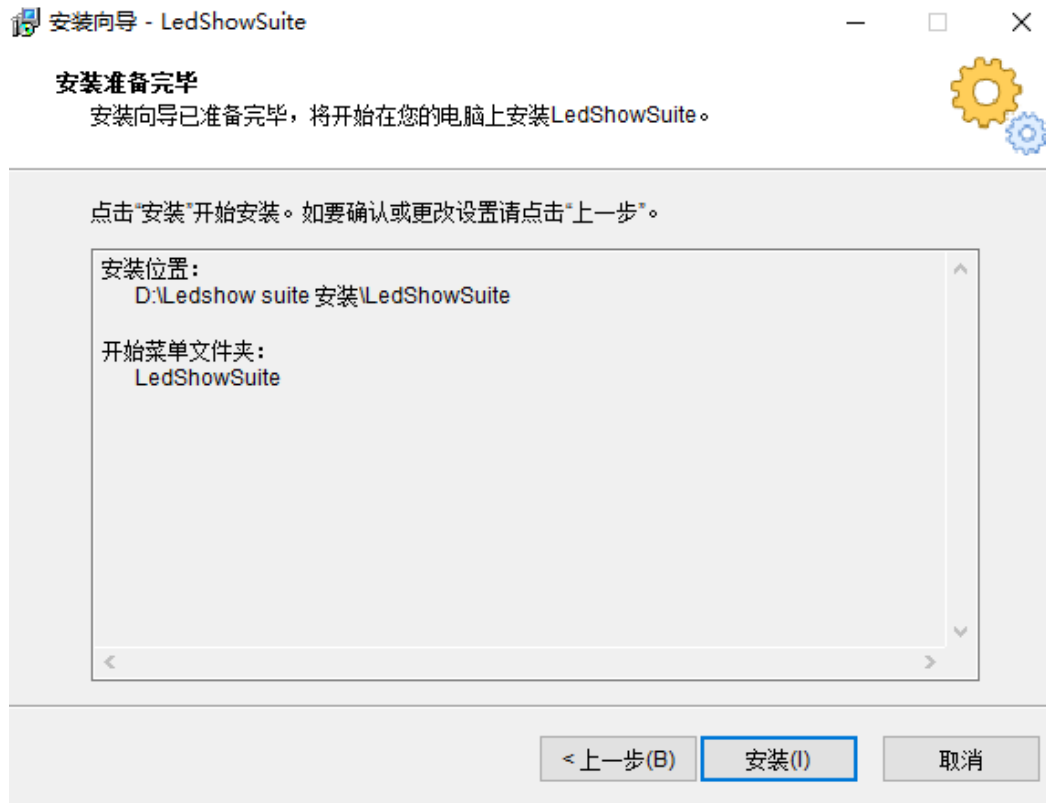 安装向导 - LedShowSuite
安装准备完毕
安装向导已准备完毕，将开始在您的电脑上安装LedShowSuite。
点击“安装”开始安装。如要确认或更改设置请点击“上一步”。
安装位置：
D:\Ledshow suite 安装\LedShowSuite
开始菜单文件夹：
LedShowSuite
<上一步(B) 安装(I) 取消